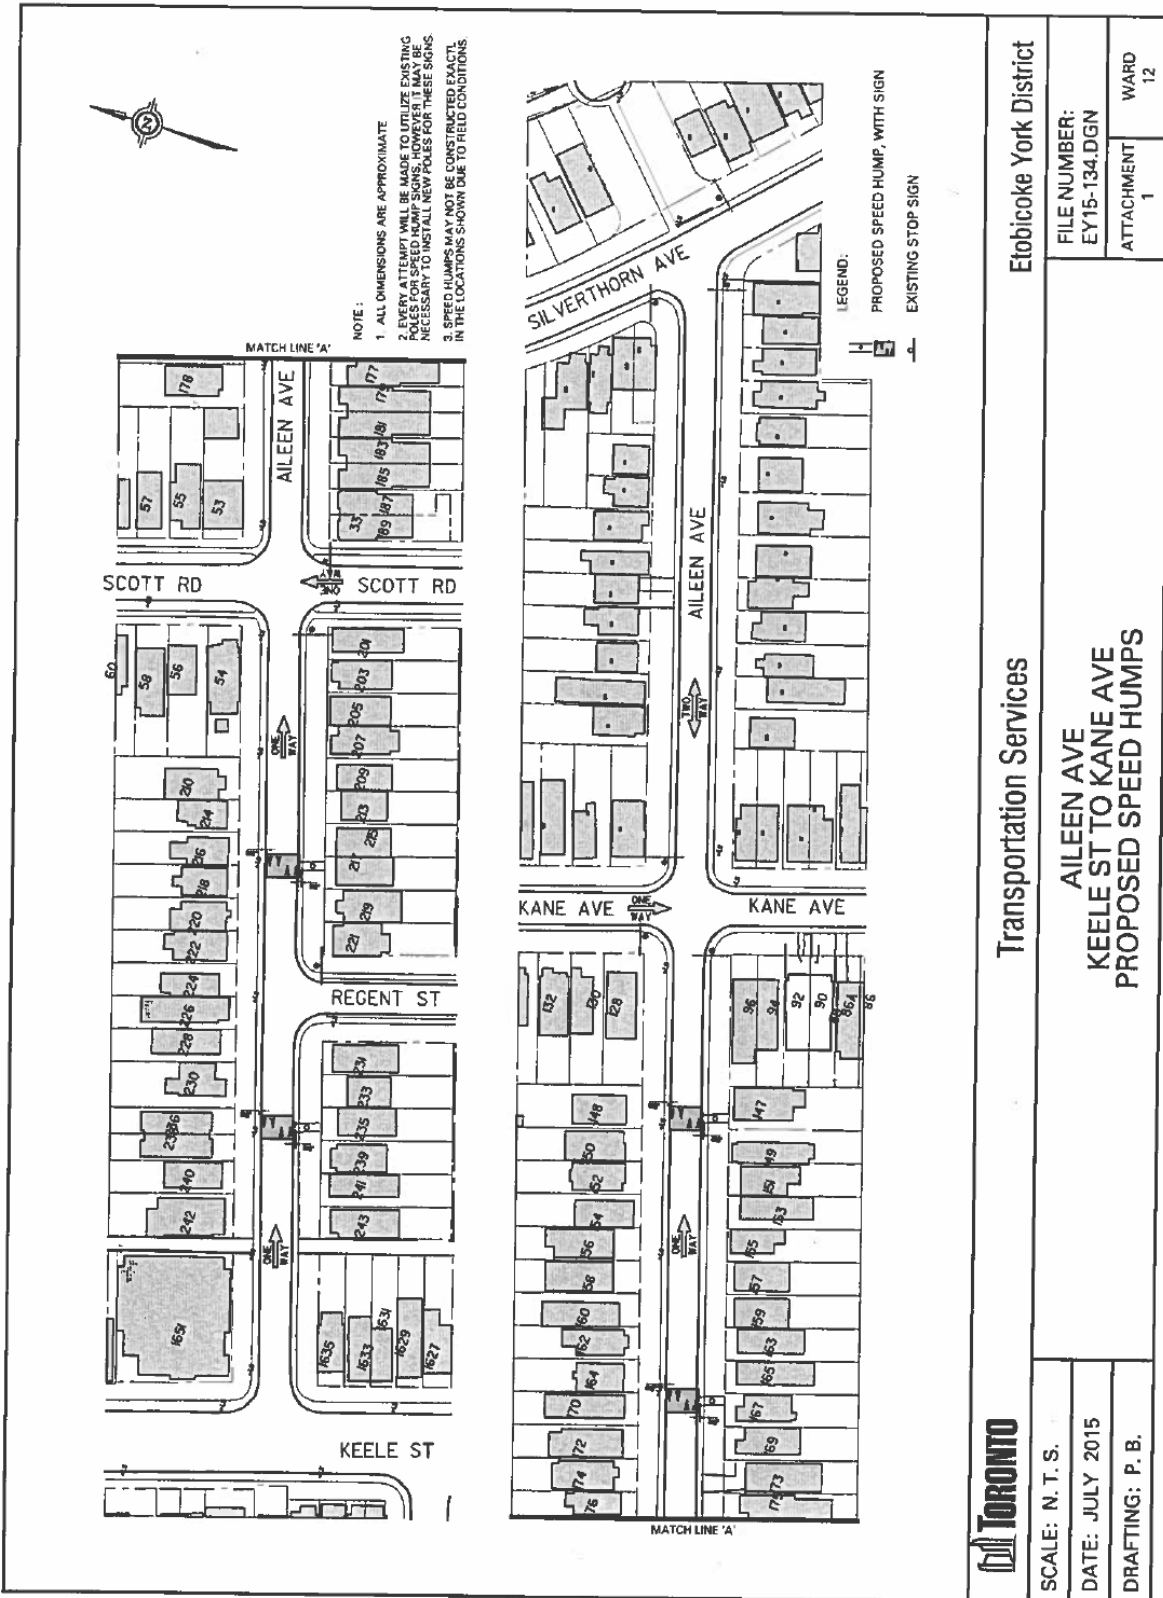 NOTE :
1. ALL DIMENSIONS ARE APPROXIMATE
2. EVERY ATTEMPT WILL BE MADE TO UTILIZE EXISTING
POLES FOR SPEED HUMP SIGNS, HOWEVER IT MAY BE
NECESSARY TO INSTALL NEW POLES FOR THESE SIGNS.
3. SPEED HUMPS MAY NOT BE CONSTRUCTED EXACTL
IN THE LOCATIONS SHOWN DUE TO FIELD CONDITIONS.
N
MATCH LINE 'A'
178
57
55
53
AILEEN AVE
177
181
183
185
187
33
189
SCOTT RD
ONE WAY
SCOTT RD
60
58
56
54
201
203
205
207
209
213
215
217
219
221
ONE
WAY
210
214
216
218
220
222
224
226
228
230
240
242
REGENT ST
231
233
235
239
241
243
ONE
WAY
1651
1635
1633
1631
1629
1627
KEELE ST
SILVERTHORN AVE
AILEEN AVE
TWO
WAY
LEGEND:
PROPOSED SPEED HUMP, WITH SIGN
EXISTING STOP SIGN
KANE AVE
ONE
WAY
KANE AVE
132
130
128
96
94
92
90
86A
86
148
150
152
154
156
158
160
162
164
170
172
174
176
147
149
151
153
155
157
159
163
165
167
169
173
175
ONE
WAY
MATCH LINE 'A'
TORONTO
Transportation Services
Etobicoke York District
SCALE: N. T. S.
DATE: JULY 2015
DRAFTING: P. B.
AILEEN AVE
KEELE ST TO KANE AVE
PROPOSED SPEED HUMPS
FILE NUMBER:
EY15-134.DGN
ATTACHMENT
1
WARD
12